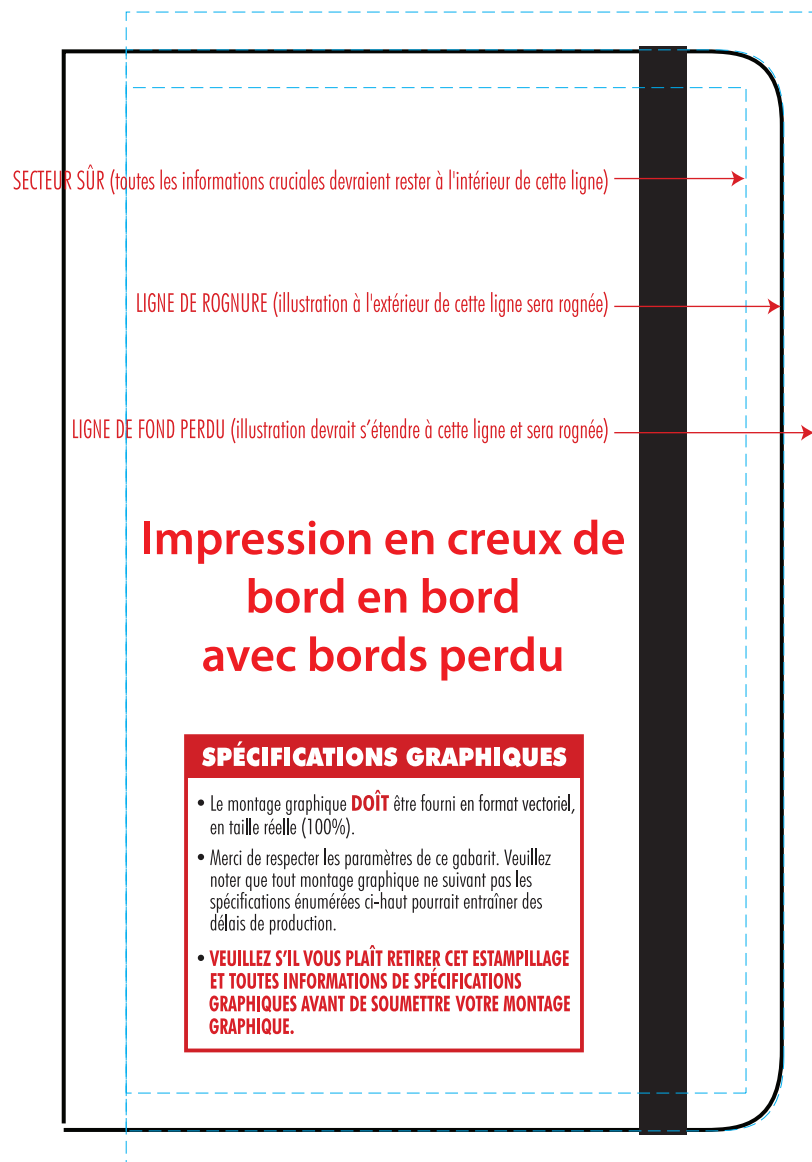 SECTEUR SÛR (toutes les informations cruciales devraient rester à l'intérieur de cette ligne)
LIGNE DE ROGNURE (illustration à l'extérieur de cette ligne sera rognée)
LIGNE DE FOND PERDU (illustration devrait s’étendre à cette ligne et sera rognée)
Impression en creux de
bord en bord
avec bords perdu
SPÉCIFICATIONS GRAPHIQUES
• Le montage graphique DOÎT être fourni en format vectoriel,
en taille réelle (100%).
• Merci de respecter les paramètres de ce gabarit. Veuillez
noter que tout montage graphique ne suivant pas les
spécifications énumérées ci-haut pourrait entraîner des
délais de production.
• VEUILLEZ S’IL VOUS PLAÎT RETIRER CET ESTAMPILLAGE
ET TOUTES INFORMATIONS DE SPÉCIFICATIONS
GRAPHIQUES AVANT DE SOUMETTRE VOTRE MONTAGE
GRAPHIQUE.